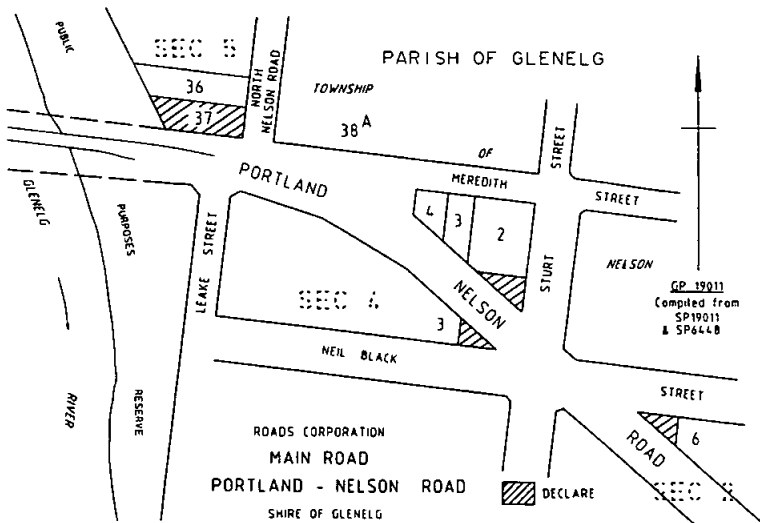 PUBLIC
SEC 5
PARISH OF GLENELG
36
37
NORTH
NELSON ROAD
TOWNSHIP
38A
OF
STREET
PORTLAND
MEREDITH
STREET
GLENELG
PURPOSES
4
3
2
LEAKE STREET
NELSON
STURT
NELSON
GP 19011
Compiled from
SP19011
& SP6448
SEC 4
3
NEIL BLACK
STREET
RIVER
RESERVE
ROAD
6
ROADS CORPORATION
MAIN ROAD
PORTLAND - NELSON ROAD
DECLARE
SHIRE OF GLENELG